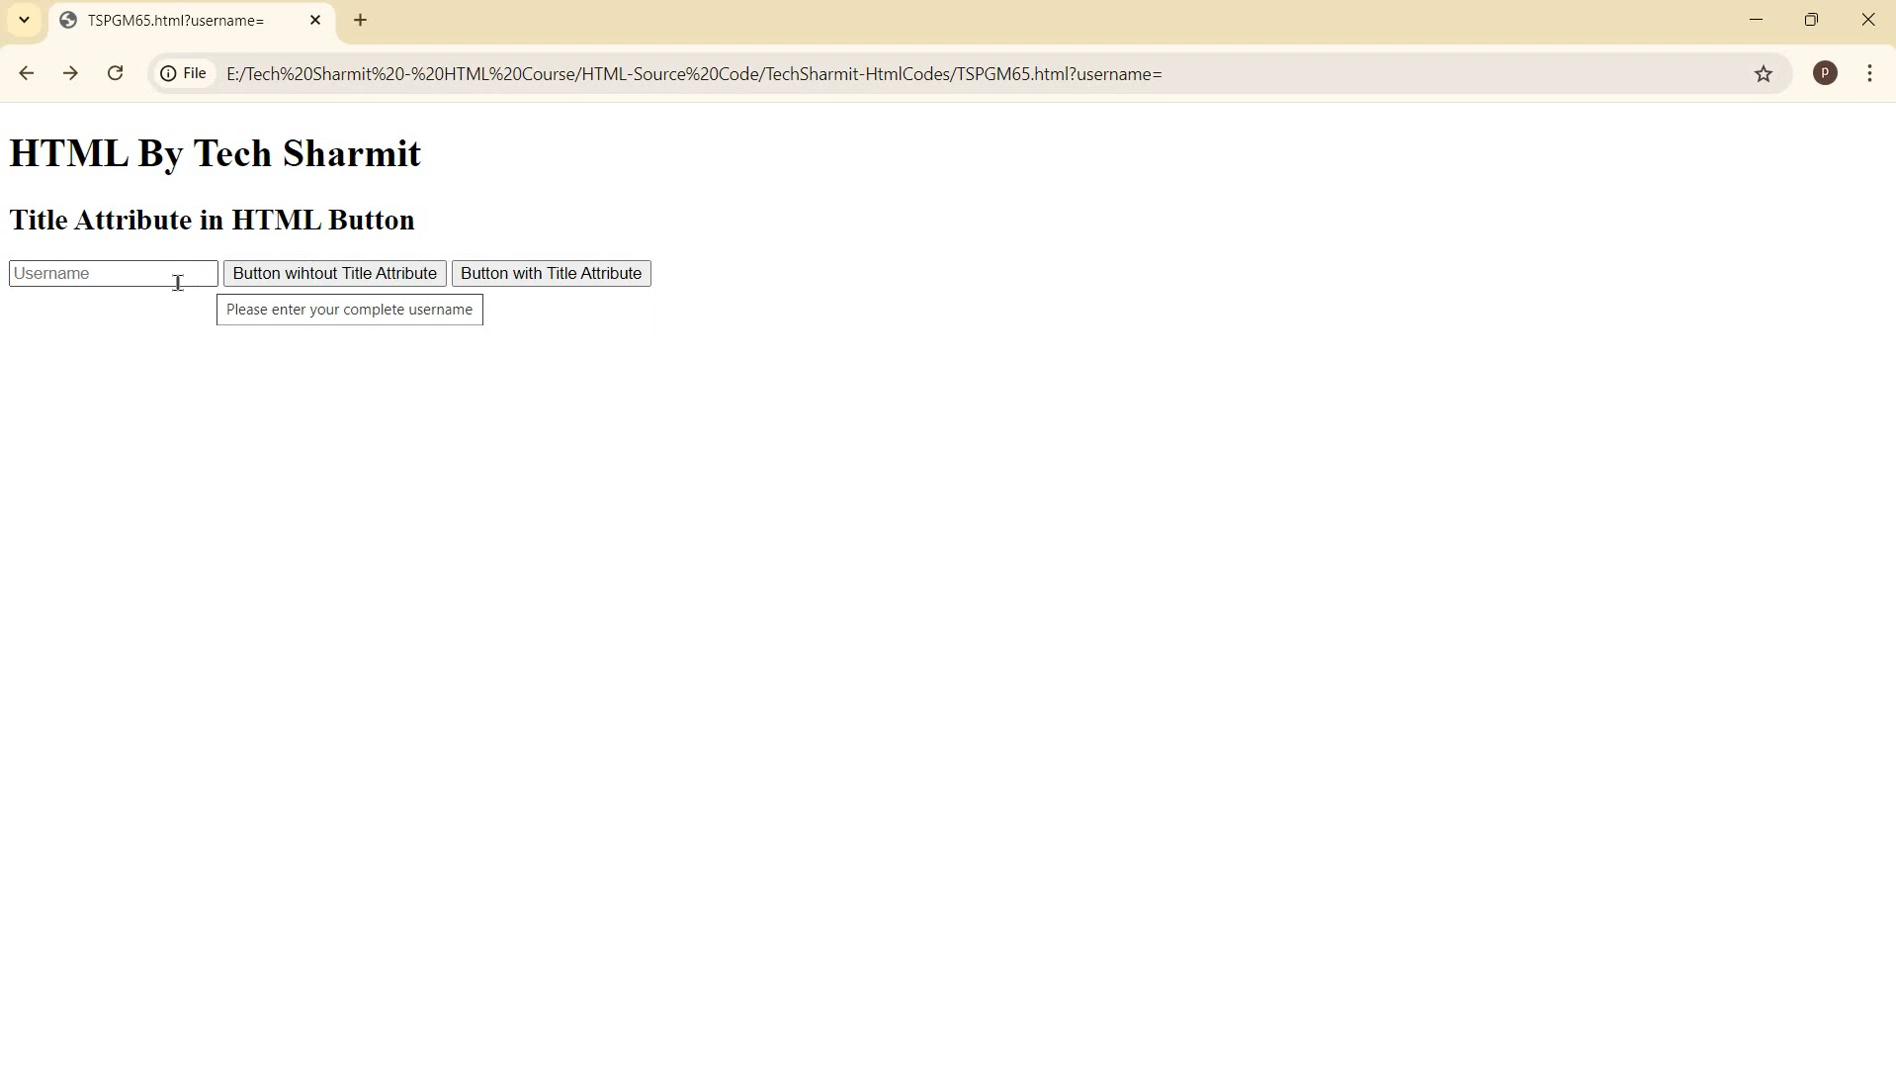 TSPGM65.html?username=
File E:/Tech%20Sharmit%20-%20HTML%20Course/HTML-Source%20Code/TechSharmit-HtmlCodes/TSPGM65.html?username=
P
HTML By Tech Sharmit
Title Attribute in HTML Button
Username Button wihtout Title Attribute Button with Title Attribute
Please enter your complete username